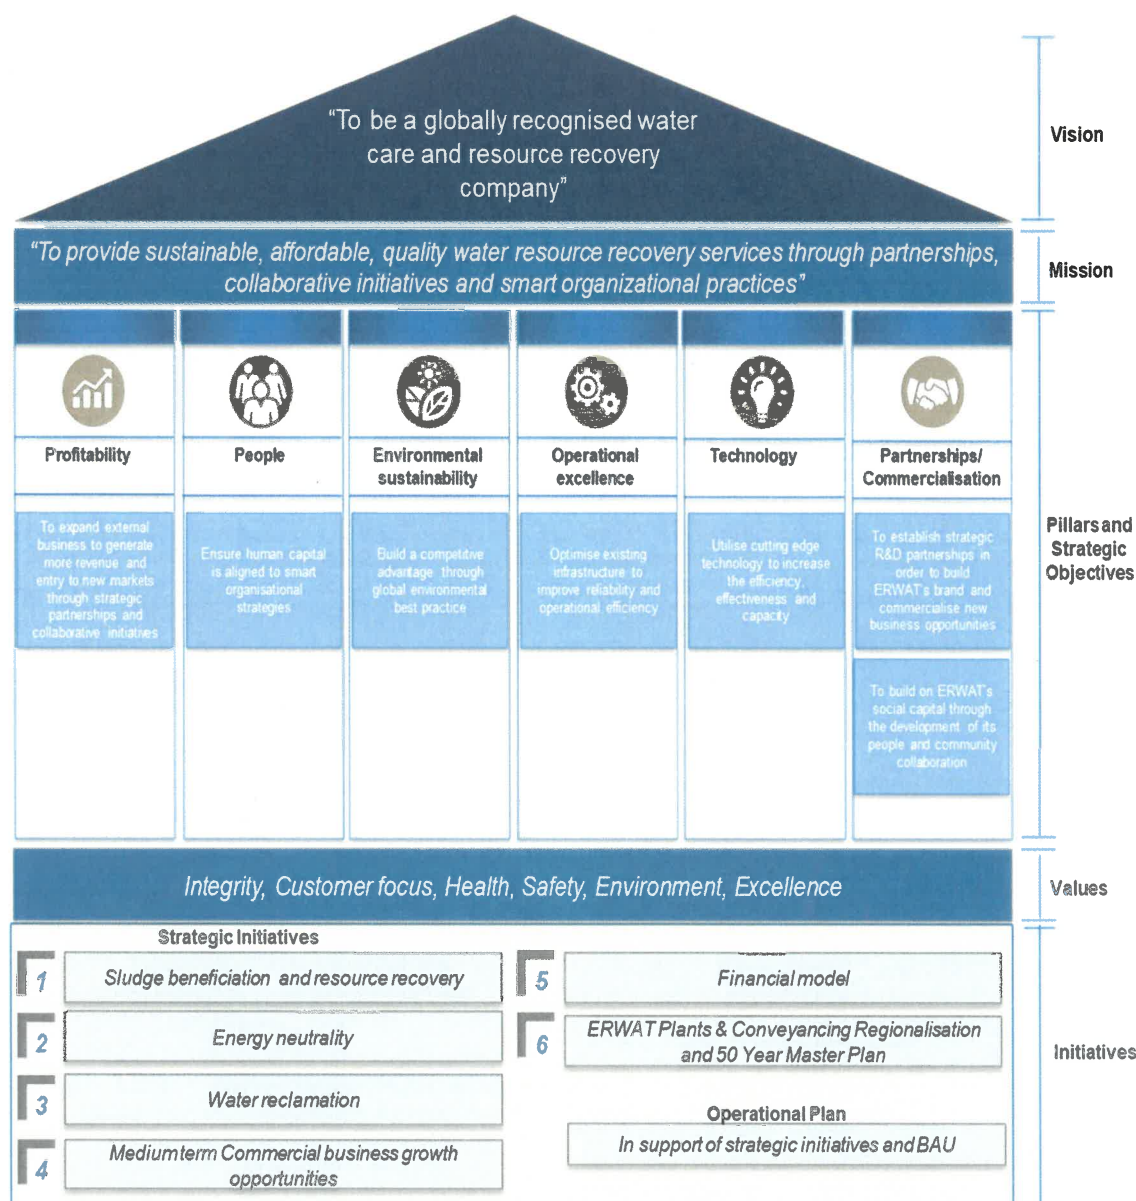 "To be a globally recognised water
care and resource recovery
company"
Vision
"To provide sustainable, affordable, quality water resource recovery services through partnerships,
collaborative initiatives and smart organizational practices"
Mission
Profitability
People
Environmental
sustainability
Operational
excellence
Technology
Partnerships/
Commercialisation
To expand external
business to generate
more revenue and
entry to new markets
through strategic
partnerships and
collaborative initiatives
Ensure human capital
is aligned to smart
organisational
strategies
Build a competitive
advantage through
global environmental
best practice
Optimise existing
infrastructure to
improve reliability and
operational efficiency
Utilise cutting edge
technology to increase
the efficiency,
effectiveness and
capacity
To establish strategic
R&D partnerships in
order to build
ERWAT's brand and
commercialise new
business opportunities
To build on ERWAT's
social capital through
the development of its
people and community
collaboration
Pillars and
Strategic
Objectives
Integrity, Customer focus, Health, Safety, Environment, Excellence
Values
Strategic Initiatives
1 Sludge beneficiation and resource recovery
2 Energy neutrality
3 Water reclamation
4 Medium term Commercial business growth
opportunities
5 Financial model
6 ERWAT Plants & Conveyancing Regionalisation
and 50 Year Master Plan
Operational Plan
In support of strategic initiatives and BAU
Initiatives